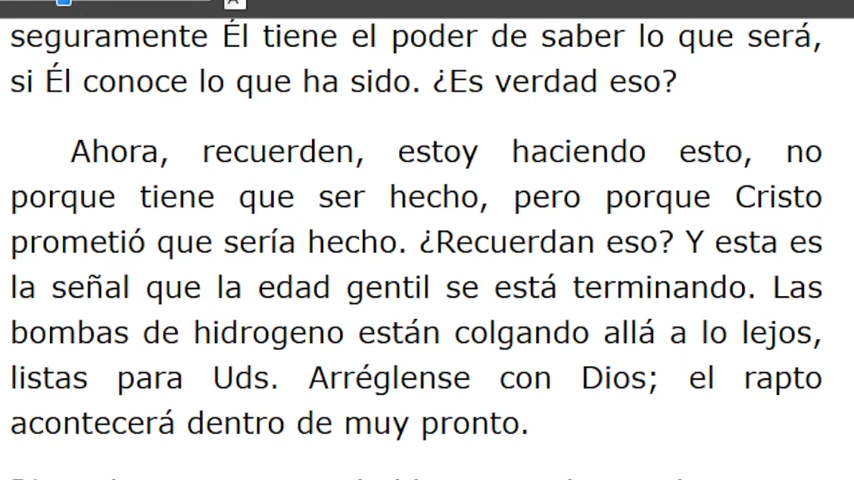 seguramente Él tiene el poder de saber lo que será,
si Él conoce lo que ha sido. ¿Es verdad eso?
Ahora, recuerden, estoy haciendo esto, no
porque tiene que ser hecho, pero porque Cristo
prometió que sería hecho. ¿Recuerdan eso? Y esta es
la señal que la edad gentil se está terminando. Las
bombas de hidrogeno están colgando allá a lo lejos,
listas para Uds. Arréglense con Dios; el rapto
acontecerá dentro de muy pronto.